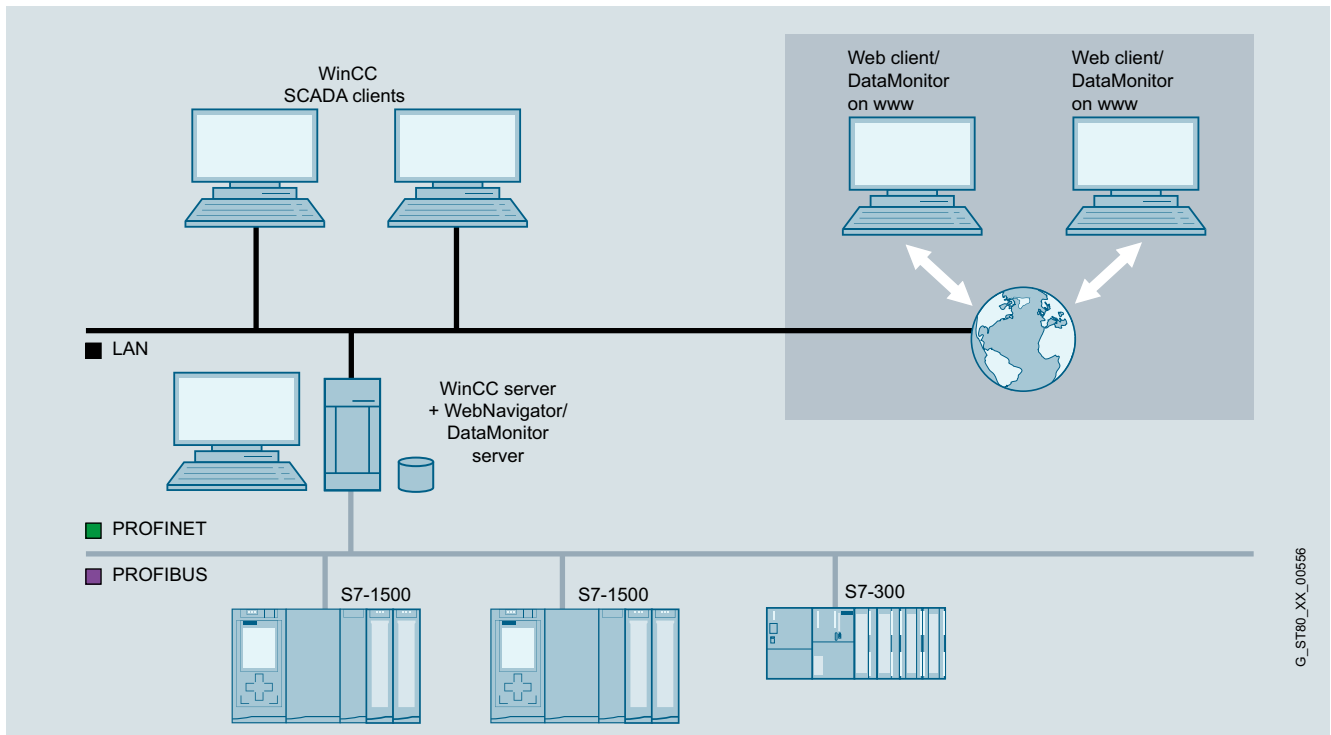 WinCC
SCADA clients
Web client/
DataMonitor
on www
Web client/
DataMonitor
on www
LAN
WinCC server
+ WebNavigator/
DataMonitor
server
PROFINET
PROFIBUS
S7-1500
S7-1500
S7-300
G_ST80_XX_00556